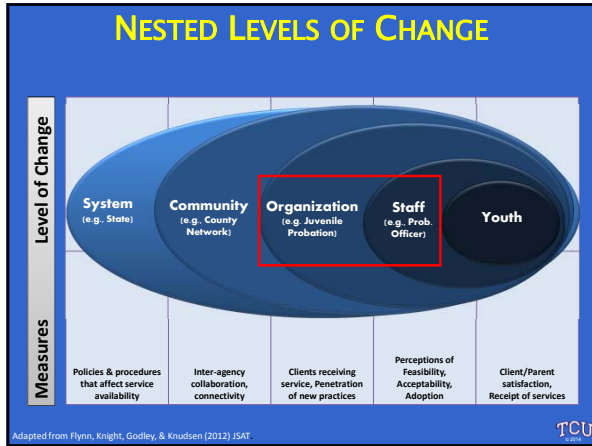 NESTED LEVELS OF CHANGE
Level of Change
System
(e.g., State)
Community
(e.g., County
Network)
Organization
(e.g., Juvenile
Probation)
Staff
(e.g., Prob.
Officer)
Youth
Measures
Policies & procedures
that affect service
availability
Inter-agency
collaboration,
connectivity
Clients receiving
service, Penetration
of new practices
Perceptions of
Feasibility,
Acceptability,
Adoption
Client/Parent
satisfaction,
Receipt of services
Adapted from Flynn, Knight, Godley, & Knudsen (2012) JSAT.
TCU
© 2014